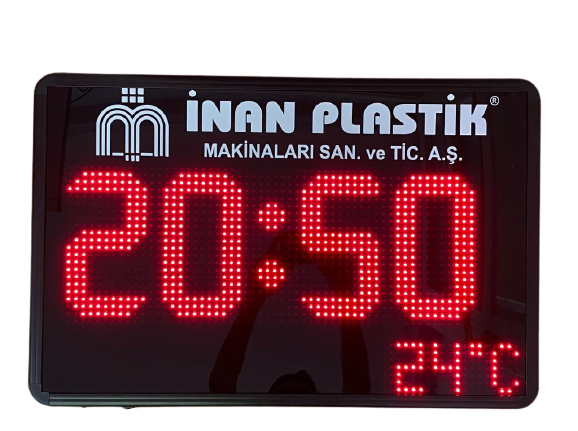 İNAN PLASTİK®
MAKİNALARI SAN. ve TİC. A.Ş.
20:50
24°C